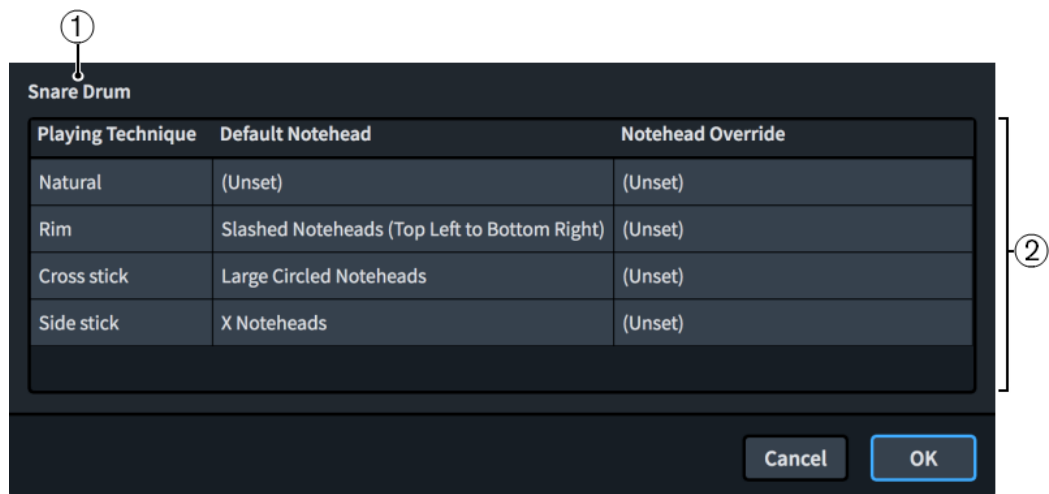 1
Snare Drum
Playing Technique Default Notehead Notehead Override
Natural (Unset) (Unset)
Rim Slashed Noteheads (Top Left to Bottom Right) (Unset)
Cross stick Large Circled Noteheads (Unset)
2
Side stick X Noteheads (Unset)
Cancel OK